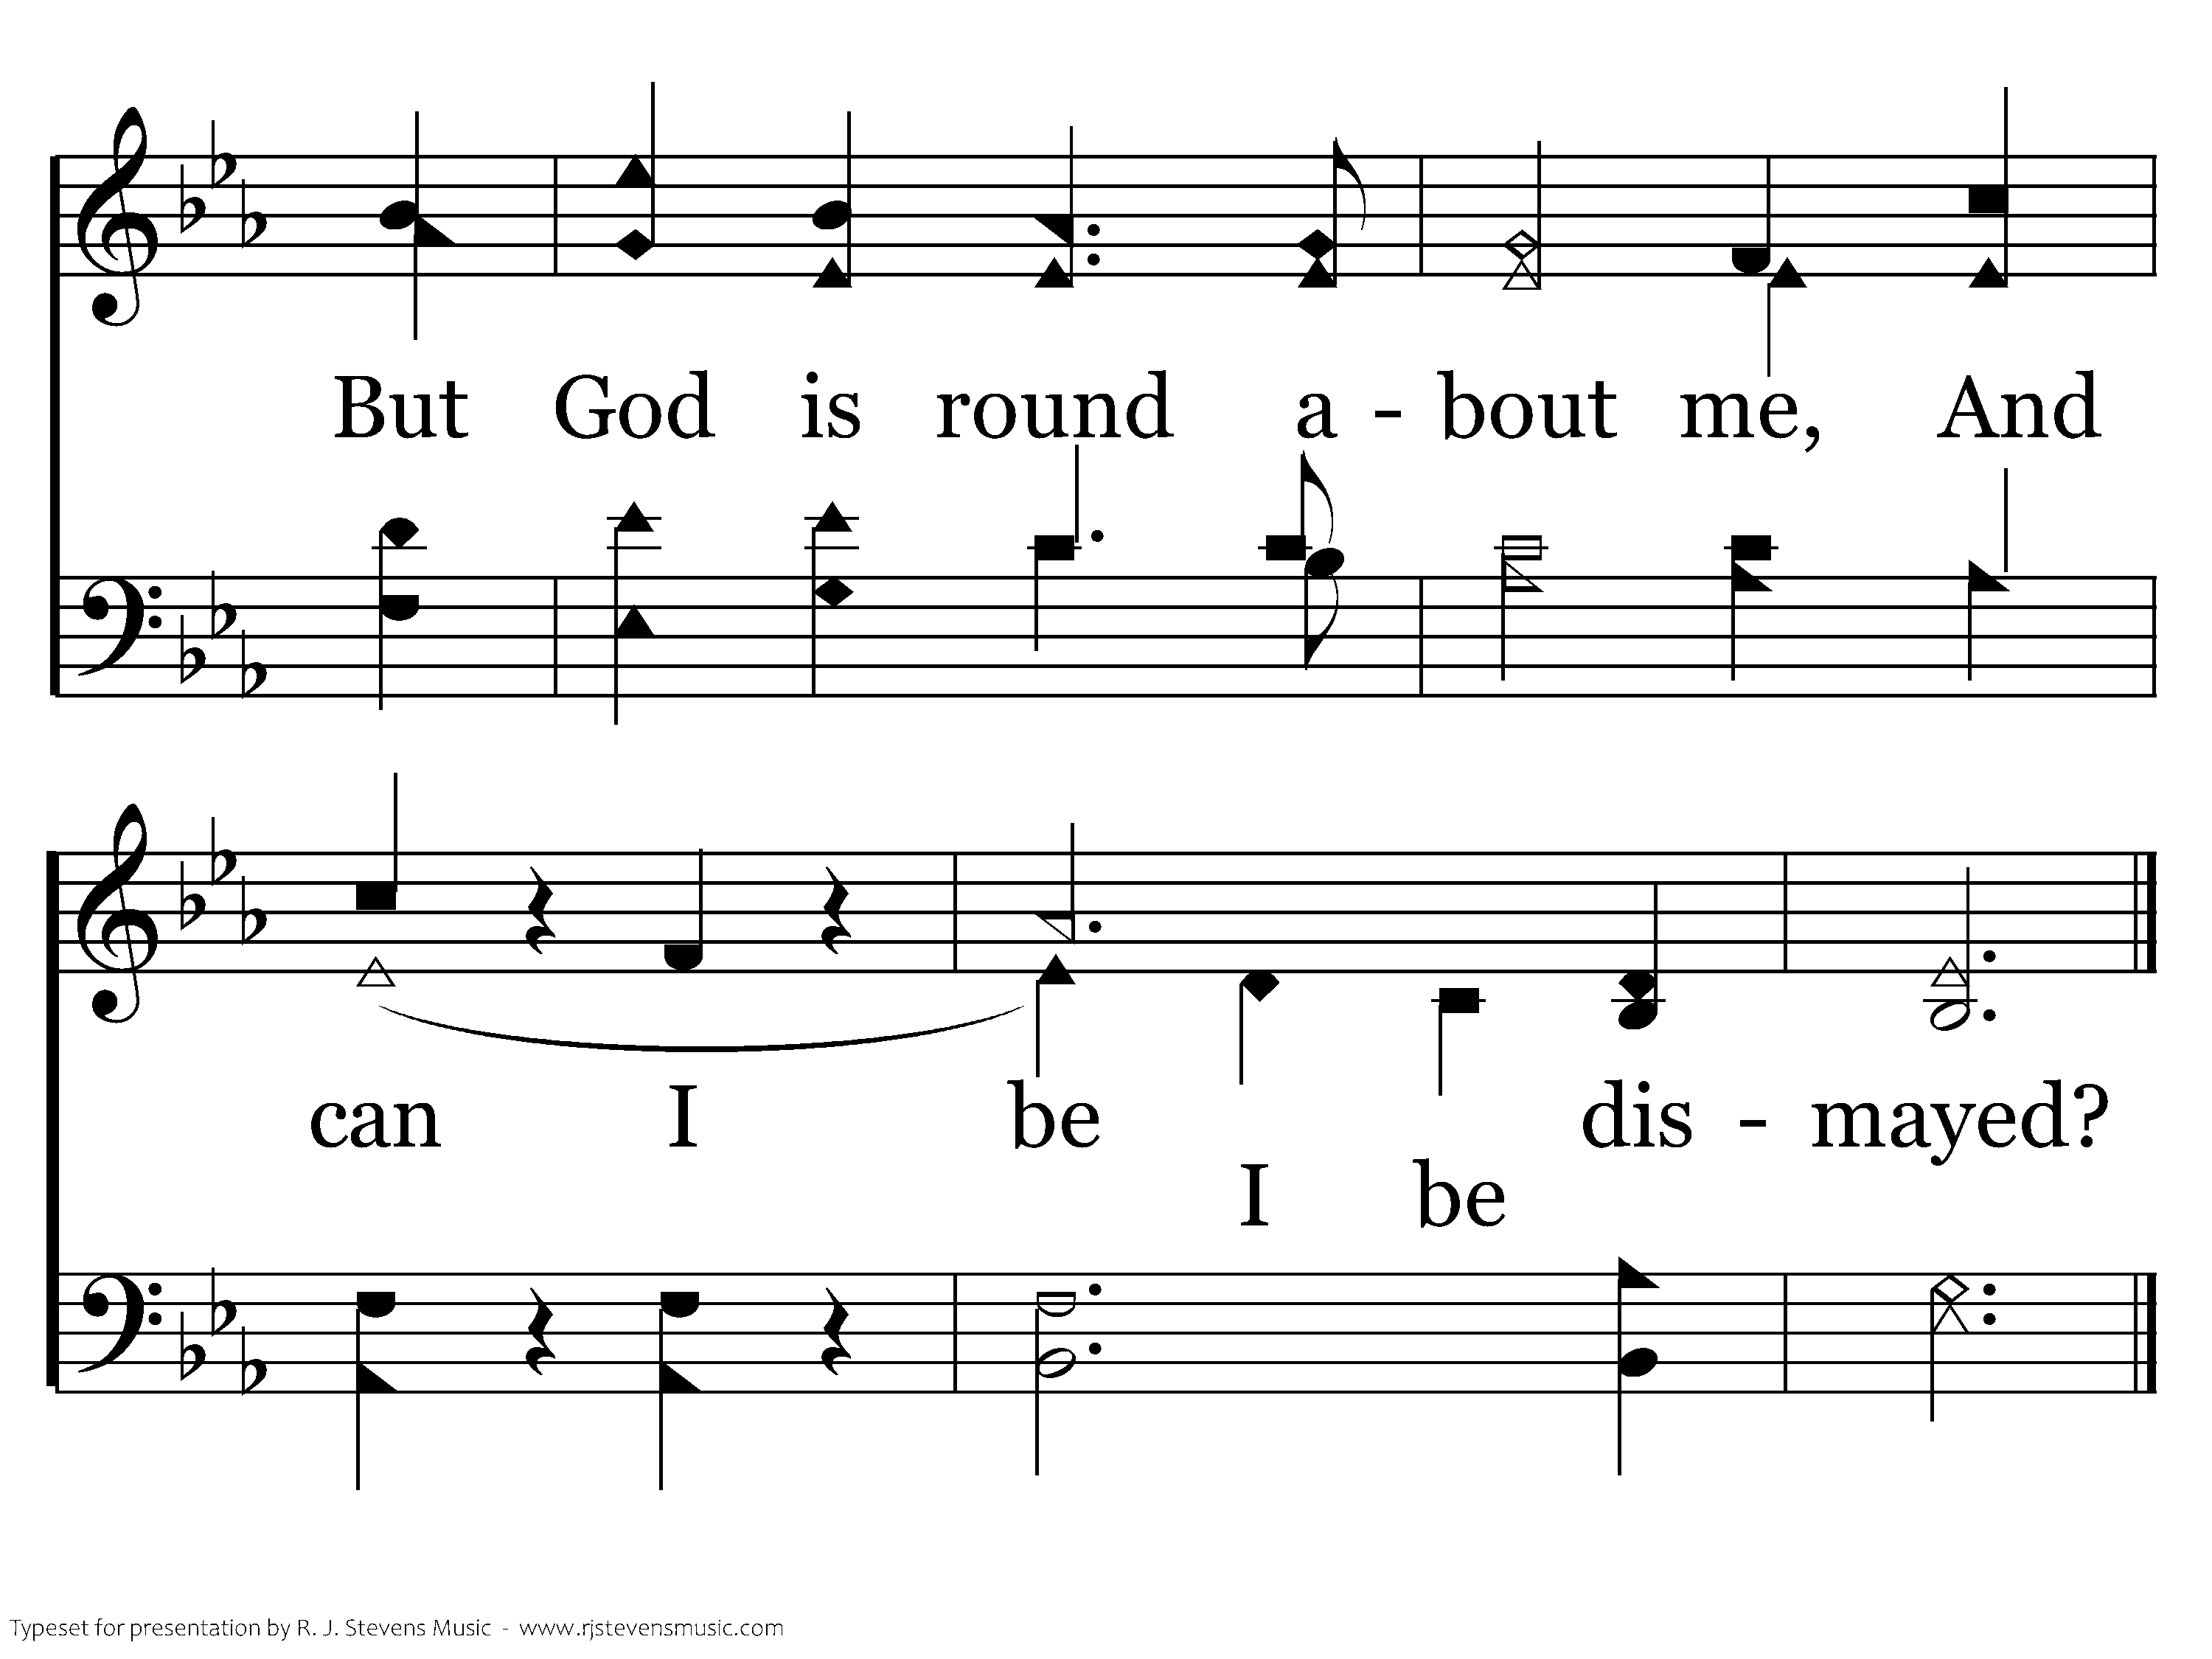 But God is round a - bout me, And
can I be dis - mayed?
I be
Typeset for presentation by R. J. Stevens Music - www.rjstevensmusic.com